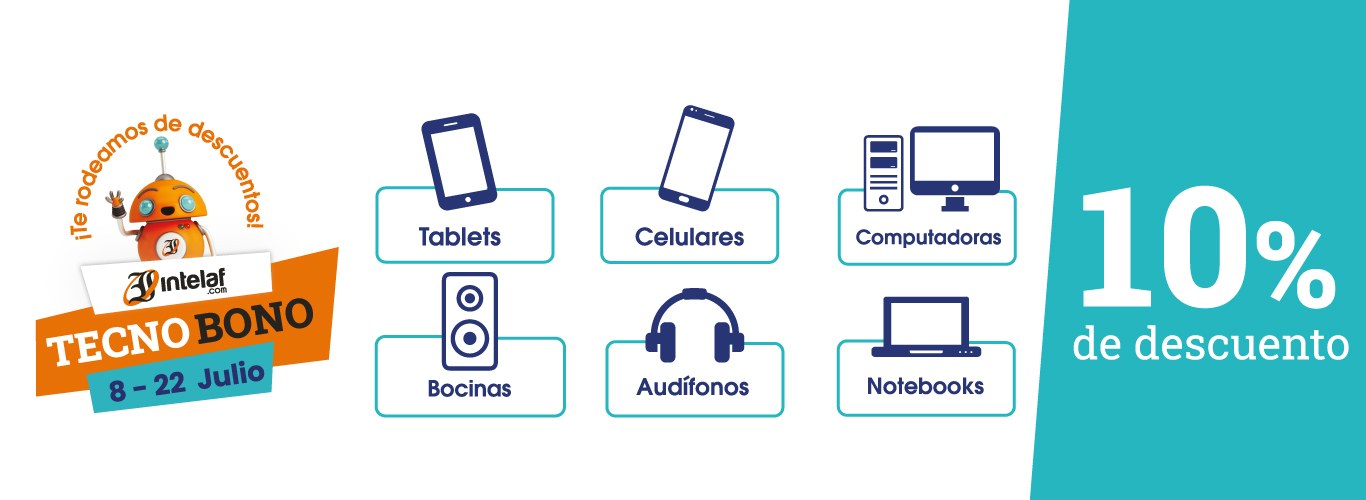 ¡Te rodeamos de descuentos!
Intelaf
.com
TECNO BONO
8 - 22 Julio
Tablets
Celulares
Computadoras
Bocinas
Audífonos
Notebooks
10%
de descuento